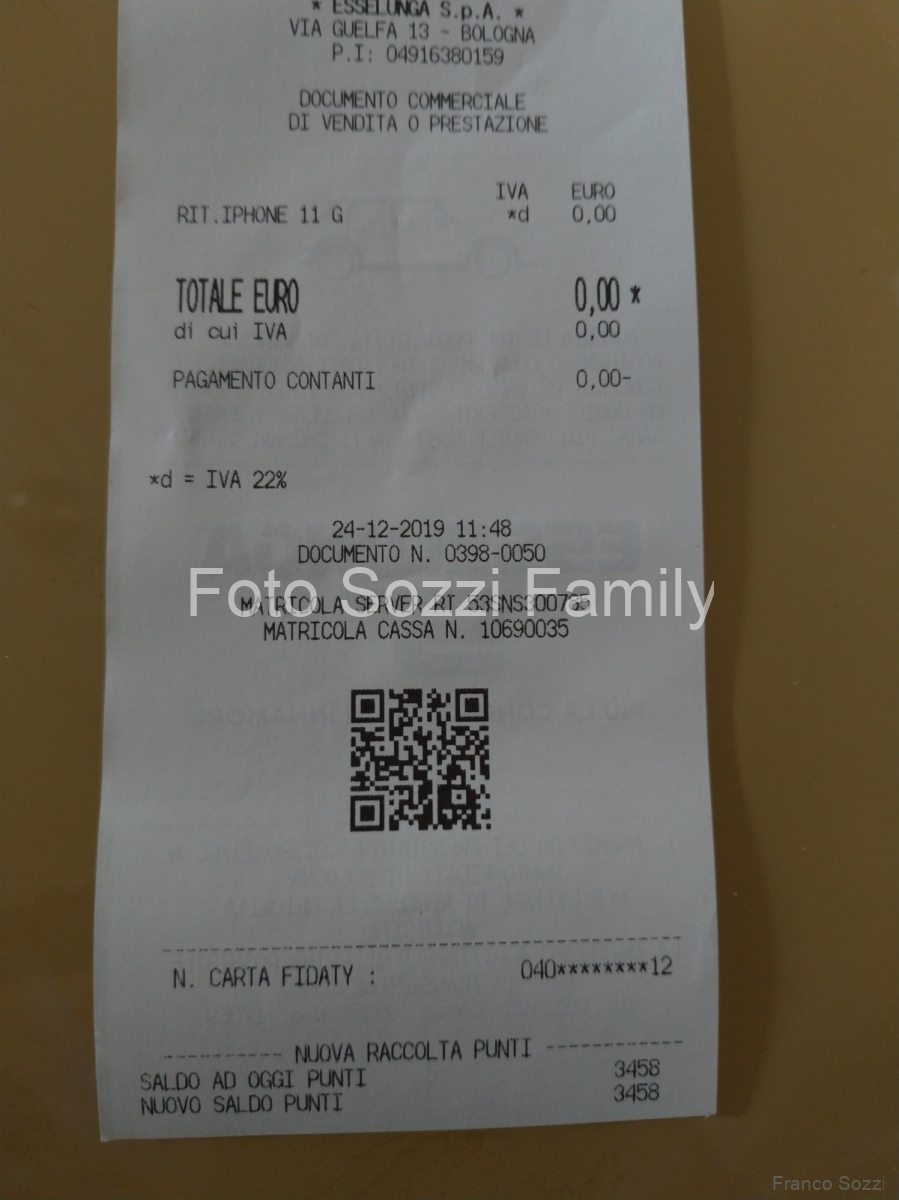 * ESSELUNGA S.p.A. *
VIA GUELFA 13 - BOLOGNA
P.I: 04916380159
DOCUMENTO COMMERCIALE
DI VENDITA O PRESTAZIONE
IVA EURO
RIT.IPHONE 11 G *d 0,00
TOTALE EURO 0,00 *
di cui IVA 0,00
PAGAMENTO CONTANTI 0,00-
*d = IVA 22%
24-12-2019 11:48
DOCUMENTO N. 0398-0050
Foto Sozzi Family
MATRICOLA SERVER RT
MATRICOLA CASSA N. 10690035
N. CARTA FIDATY : 040********12
NUOVA RACCOLTA PUNTI
SALDO AD OGGI PUNTI 3458
NUOVO SALDO PUNTI 3458
Franco Sozzi